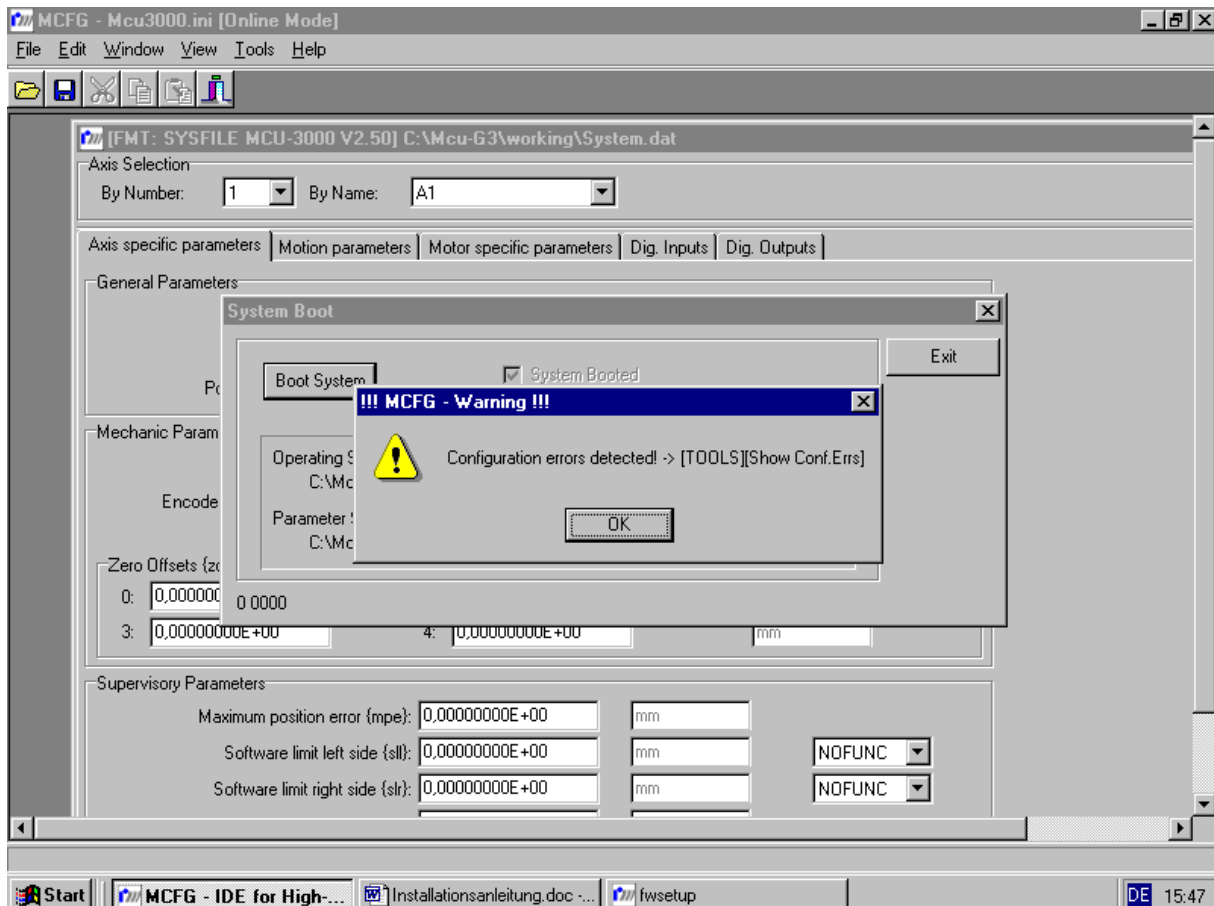 MCFG - Mcu3000.ini [Online Mode]
File Edit Window View Tools Help
[FMT: SYSFILE MCU-3000 V2.50] C:\Mcu-G3\working\System.dat
Axis Selection
By Number: 1 By Name: A1
Axis specific parameters Motion parameters Motor specific parameters Dig. Inputs Dig. Outputs
General Parameters
System Boot
Exit
Boot System System Booted
!!! MCFG - Warning !!!
Mechanic Param
Operating S
Configuration errors detected! -> [TOOLS][Show Conf.Errs]
C:\Mc
Encode
Parameter
OK
C:\Mc
Zero Offsets {zo
0: 0,000000
0 0000
3: 0,00000000E+00 4: 0,00000000E+00 mm
Supervisory Parameters
Maximum position error {mpe}: 0,00000000E+00 mm
Software limit left side {sll}: 0,00000000E+00 mm NOFUNC
Software limit right side {slr}: 0,00000000E+00 mm NOFUNC
Start MCFG - IDE for High-... Installationsanleitung.doc -... fwsetup DE 15:47